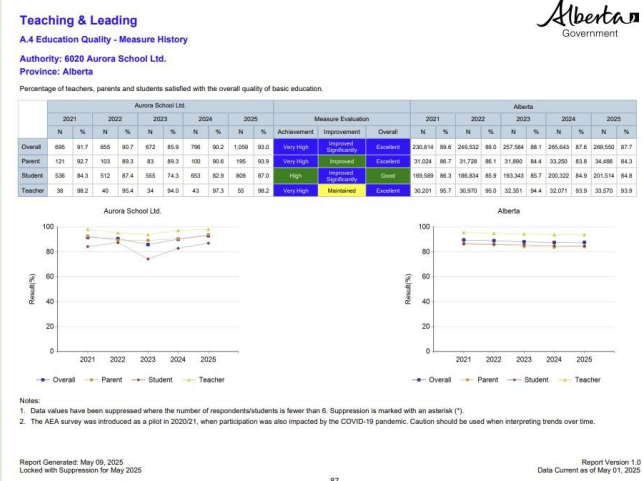 Teaching & Leading
Alberta
Government
A.4 Education Quality - Measure History
Authority: 6020 Aurora School Ltd.
Province: Alberta
Percentage of teachers, parents and students satisfied with the overall quality of basic education.
Aurora School Ltd. Alberta
2021 2022 2023 2024 2025 Measure Evaluation 2021 2022 2023 2024 2025
N % N % N % N % N % Achievement Improvement Overall N % N % N % N % N %
Overall 695 91.7 655 90.7 672 85.9 796 90.2 1,059 93.0 Very High Improved Significantly Excellent 230,814 89.6 249,532 89.0 257,584 88.1 265,643 87.6 269,550 87.7
Parent 121 92.7 103 89.3 83 89.3 100 90.6 195 93.9 Very High Improved Excellent 31,024 86.7 31,728 86.1 31,890 84.4 33,250 83.8 34,466 84.3
Student 536 84.3 512 87.4 555 74.3 653 82.9 809 87.0 High Improved Significantly Good 169,589 86.3 186,834 85.9 193,343 85.7 200,322 84.9 201,514 84.8
Teacher 38 98.2 40 95.4 34 94.0 43 97.3 55 98.2 Very High Maintained Excellent 30,201 95.7 30,970 95.0 32,351 94.4 32,071 93.9 33,570 93.9
Aurora School Ltd.
Result(%)
100
80
60
40
20
0
2021 2022 2023 2024 2025
Overall Parent Student Teacher
Alberta
Result(%)
100
80
60
40
20
0
2021 2022 2023 2024 2025
Overall Parent Student Teacher
Notes:
1. Data values have been suppressed where the number of respondents/students is fewer than 6. Suppression is marked with an asterisk (*).
2. The AEA survey was introduced as a pilot in 2020/21, when participation was also impacted by the COVID-19 pandemic. Caution should be used when interpreting trends over time.
Report Generated: May 09, 2025 Report Version 1.0
Locked with Suppression for May 2025 Data Current as of May 01, 2025